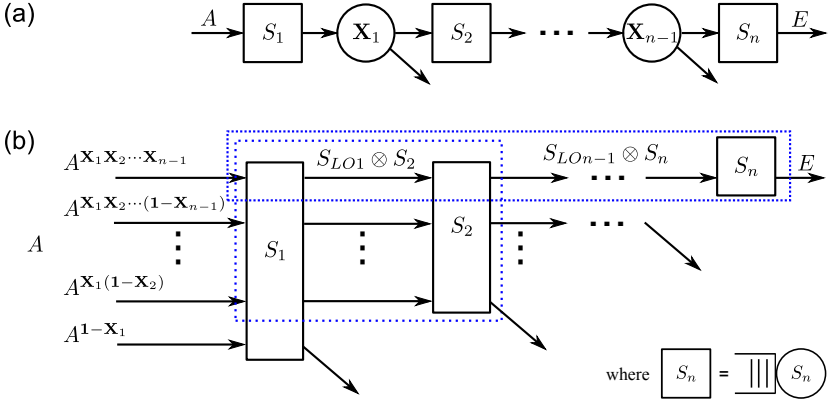 (a) A S₁ X₁ S₂ ··· Xₙ₋₁ Sₙ E
(b)
A^{X₁X₂···Xₙ₋₁} S_{LO1} ⊗ S₂ S_{LOn−1} ⊗ Sₙ ··· Sₙ E
A^{X₁X₂···(1−Xₙ₋₁)} S₂ ···
A S₁
A^{X₁(1−X₂)}
A^{1−X₁}
where Sₙ = Sₙ